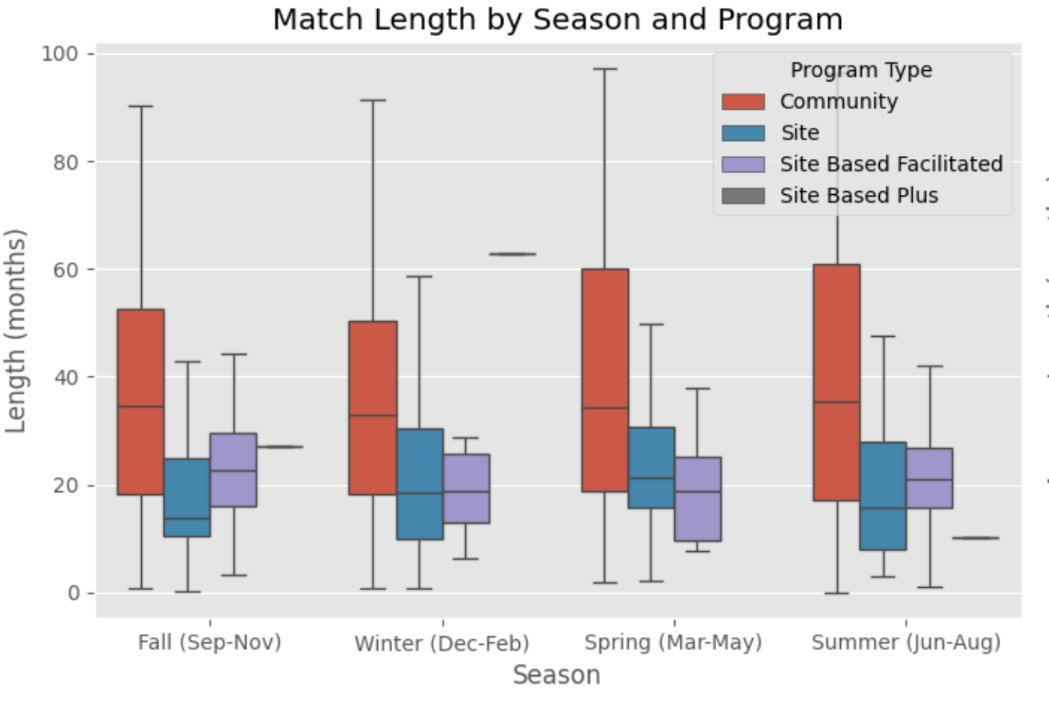 Match Length by Season and Program
100
80
60
40
20
0
Length (months)
Program Type
Community
Site
Site Based Facilitated
Site Based Plus
Fall (Sep-Nov)
Winter (Dec-Feb)
Spring (Mar-May)
Summer (Jun-Aug)
Season